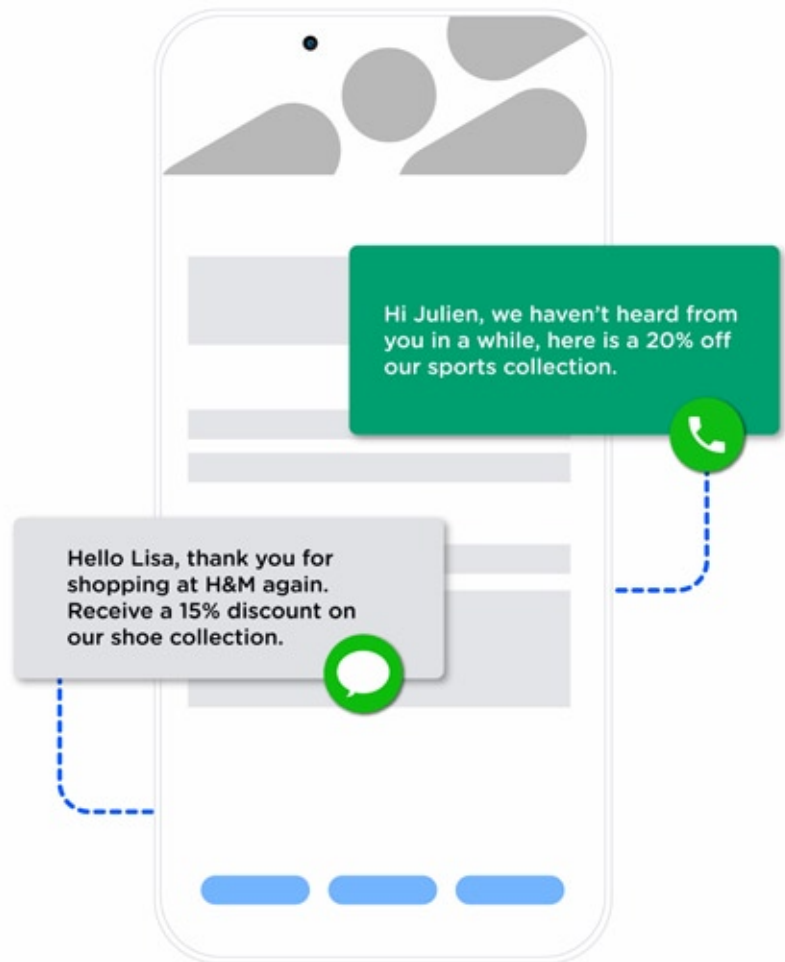 Hi Julien, we haven’t heard from
you in a while, here is a 20% off
our sports collection.
Hello Lisa, thank you for
shopping at H&M again.
Receive a 15% discount on
our shoe collection.